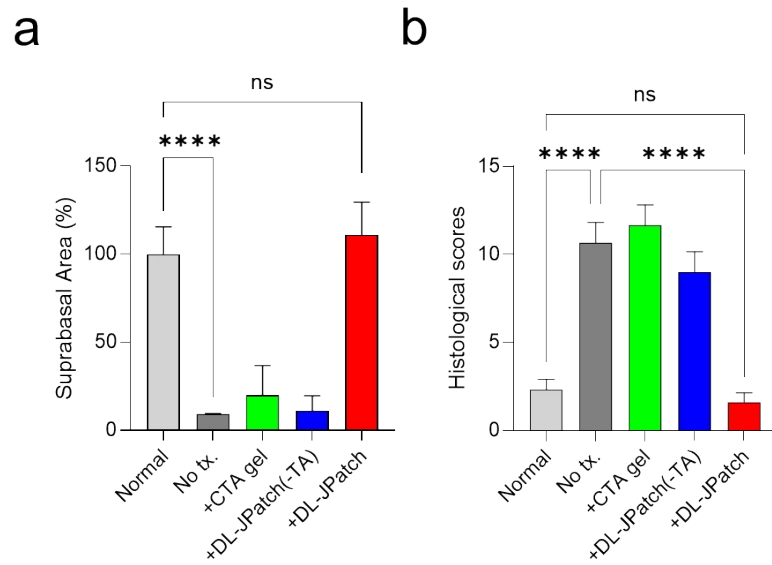 a
ns
****
150
100
50
0
Suprabasal Area (%)
Normal
No tx.
+CTA gel
+DL-JPatch(-TA)
+DL-JPatch
b
ns
**** ****
15
10
5
0
Histological scores
Normal
No tx.
+CTA gel
+DL-JPatch(-TA)
+DL-JPatch